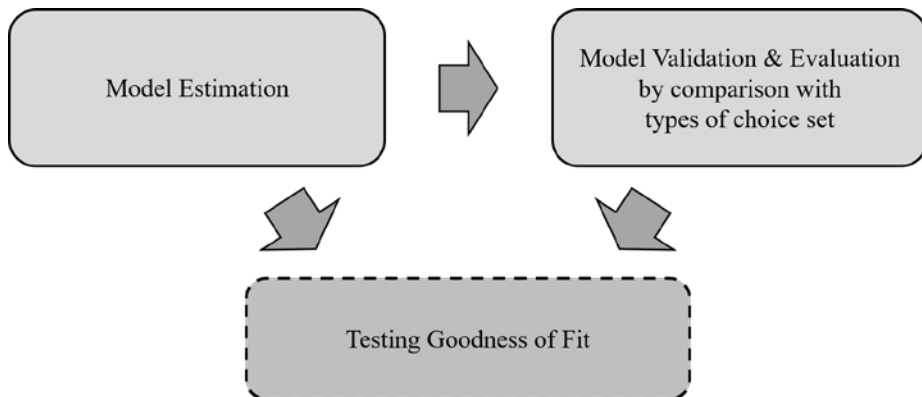 Model Estimation
Model Validation & Evaluation
by comparison with
types of choice set
Testing Goodness of Fit